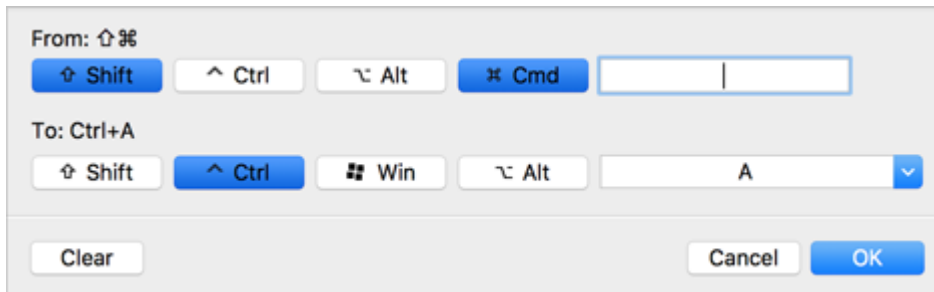 From: ⇧⌘
⇧ Shift ^ Ctrl ⌥ Alt ⌘ Cmd
To: Ctrl+A
⇧ Shift ^ Ctrl Win ⌥ Alt A
Clear Cancel OK